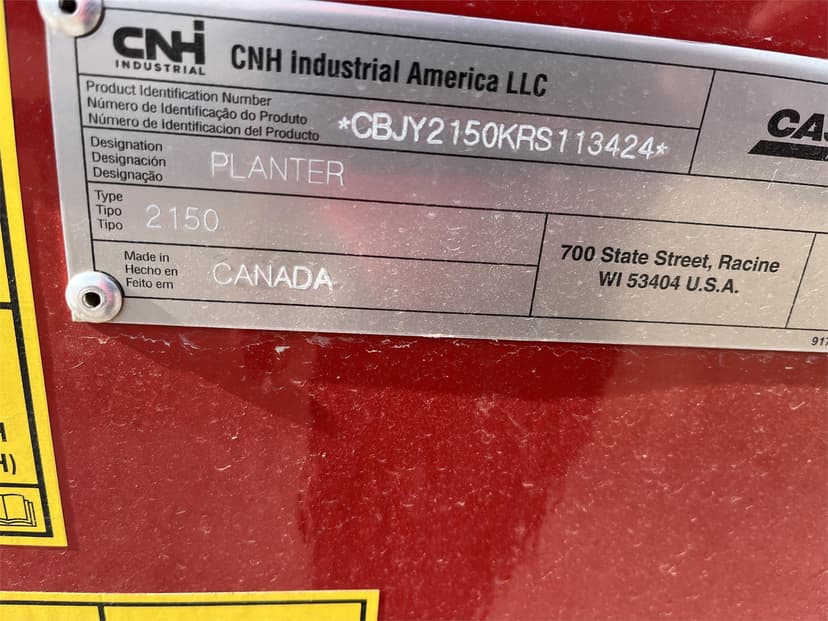 CNH
INDUSTRIAL
CNH Industrial America LLC
Product Identification Number
Número de Identificação do Produto
Número de Identificacion del Producto
*CBJY2150KRS113424*
CAS
Designation
Designación
Designação
PLANTER
Type
Tipo
Tipo
2150
Made in
Hecho en
Feito em
CANADA
700 State Street, Racine
WI 53404 U.S.A.
917
H
H)